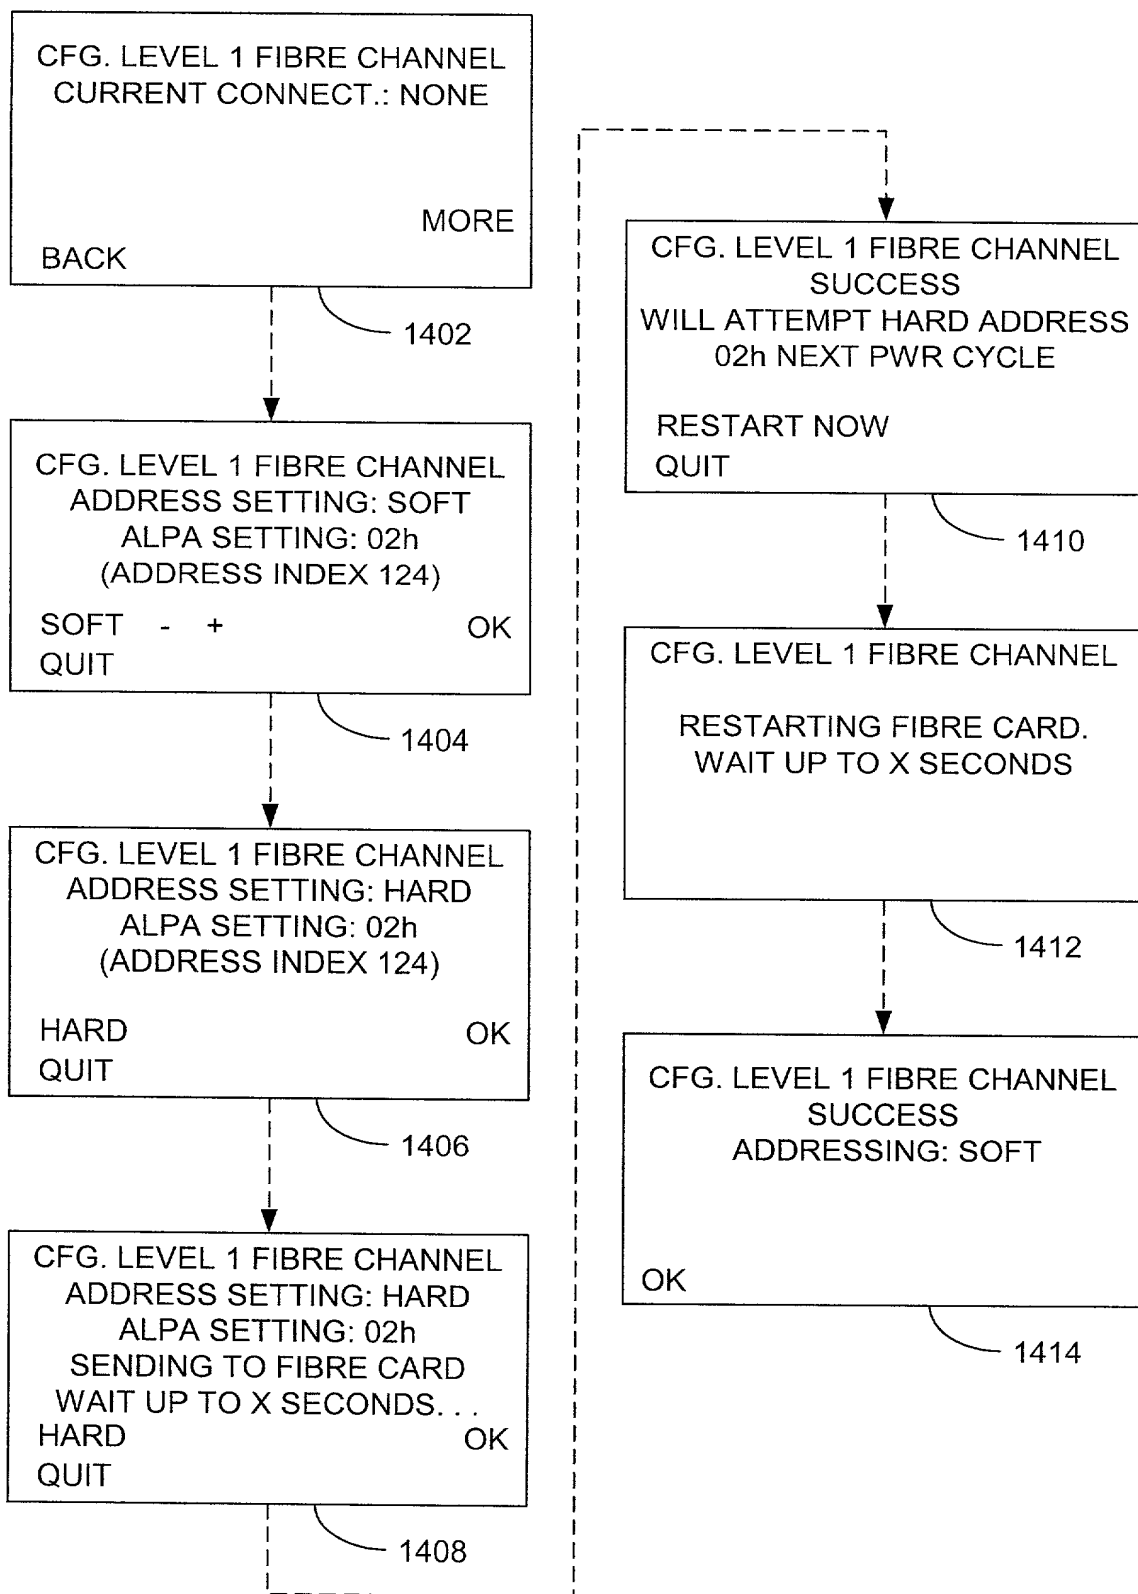 CFG. LEVEL 1 FIBRE CHANNEL
CURRENT CONNECT.: NONE
MORE
BACK
1402
CFG. LEVEL 1 FIBRE CHANNEL
ADDRESS SETTING: SOFT
ALPA SETTING: 02h
(ADDRESS INDEX 124)
SOFT - + OK
QUIT
1404
CFG. LEVEL 1 FIBRE CHANNEL
ADDRESS SETTING: HARD
ALPA SETTING: 02h
(ADDRESS INDEX 124)
HARD OK
QUIT
1406
CFG. LEVEL 1 FIBRE CHANNEL
ADDRESS SETTING: HARD
ALPA SETTING: 02h
SENDING TO FIBRE CARD
WAIT UP TO X SECONDS. . .
HARD OK
QUIT
1408
CFG. LEVEL 1 FIBRE CHANNEL
SUCCESS
WILL ATTEMPT HARD ADDRESS
02h NEXT PWR CYCLE
RESTART NOW
QUIT
1410
CFG. LEVEL 1 FIBRE CHANNEL
RESTARTING FIBRE CARD.
WAIT UP TO X SECONDS
1412
CFG. LEVEL 1 FIBRE CHANNEL
SUCCESS
ADDRESSING: SOFT
OK
1414